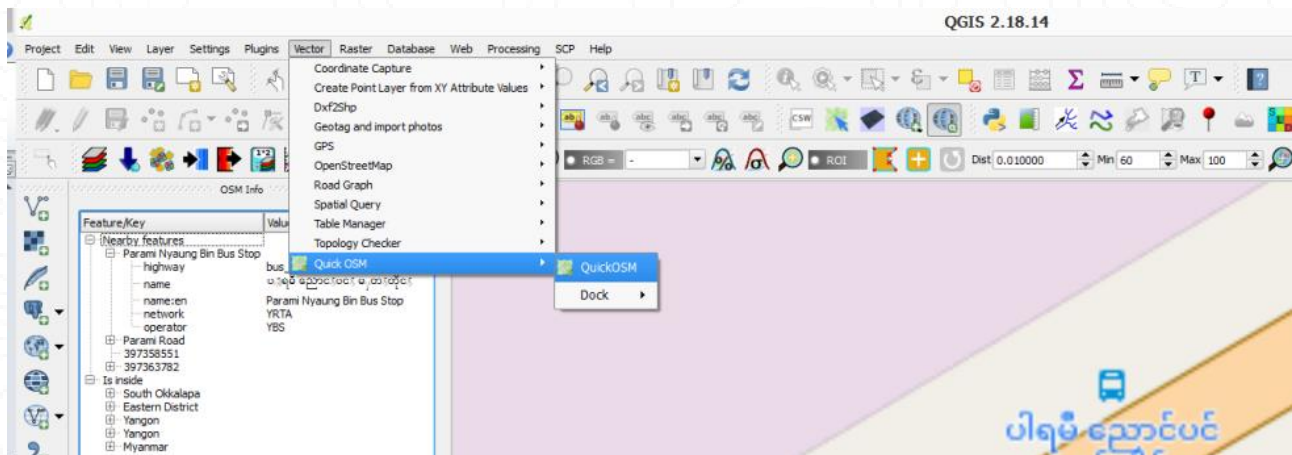 QGIS 2.18.14
Project Edit View Layer Settings Plugins Vector Raster Database Web Processing SCP Help
Coordinate Capture
Create Point Layer from XY Attribute Values
Dxf2Shp
Geotag and import photos
GPS
OpenStreetMap
Road Graph
Spatial Query
Table Manager
Topology Checker
Quick OSM
QuickOSM
Dock
CSW
RGB = -
ROI
Dist 0.010000 Min 60 Max 100
OSM Info
Feature/Key
Nearby features
Parami Nyaung Bin Bus Stop
highway bus_
name
name:en Parami Nyaung Bin Bus Stop
network YRTA
operator YBS
Parami Road
397358551
397363782
Is inside
South Okkalapa
Eastern District
Yangon
Yangon
Myanmar
ပါရမီ ညောင်ပင်